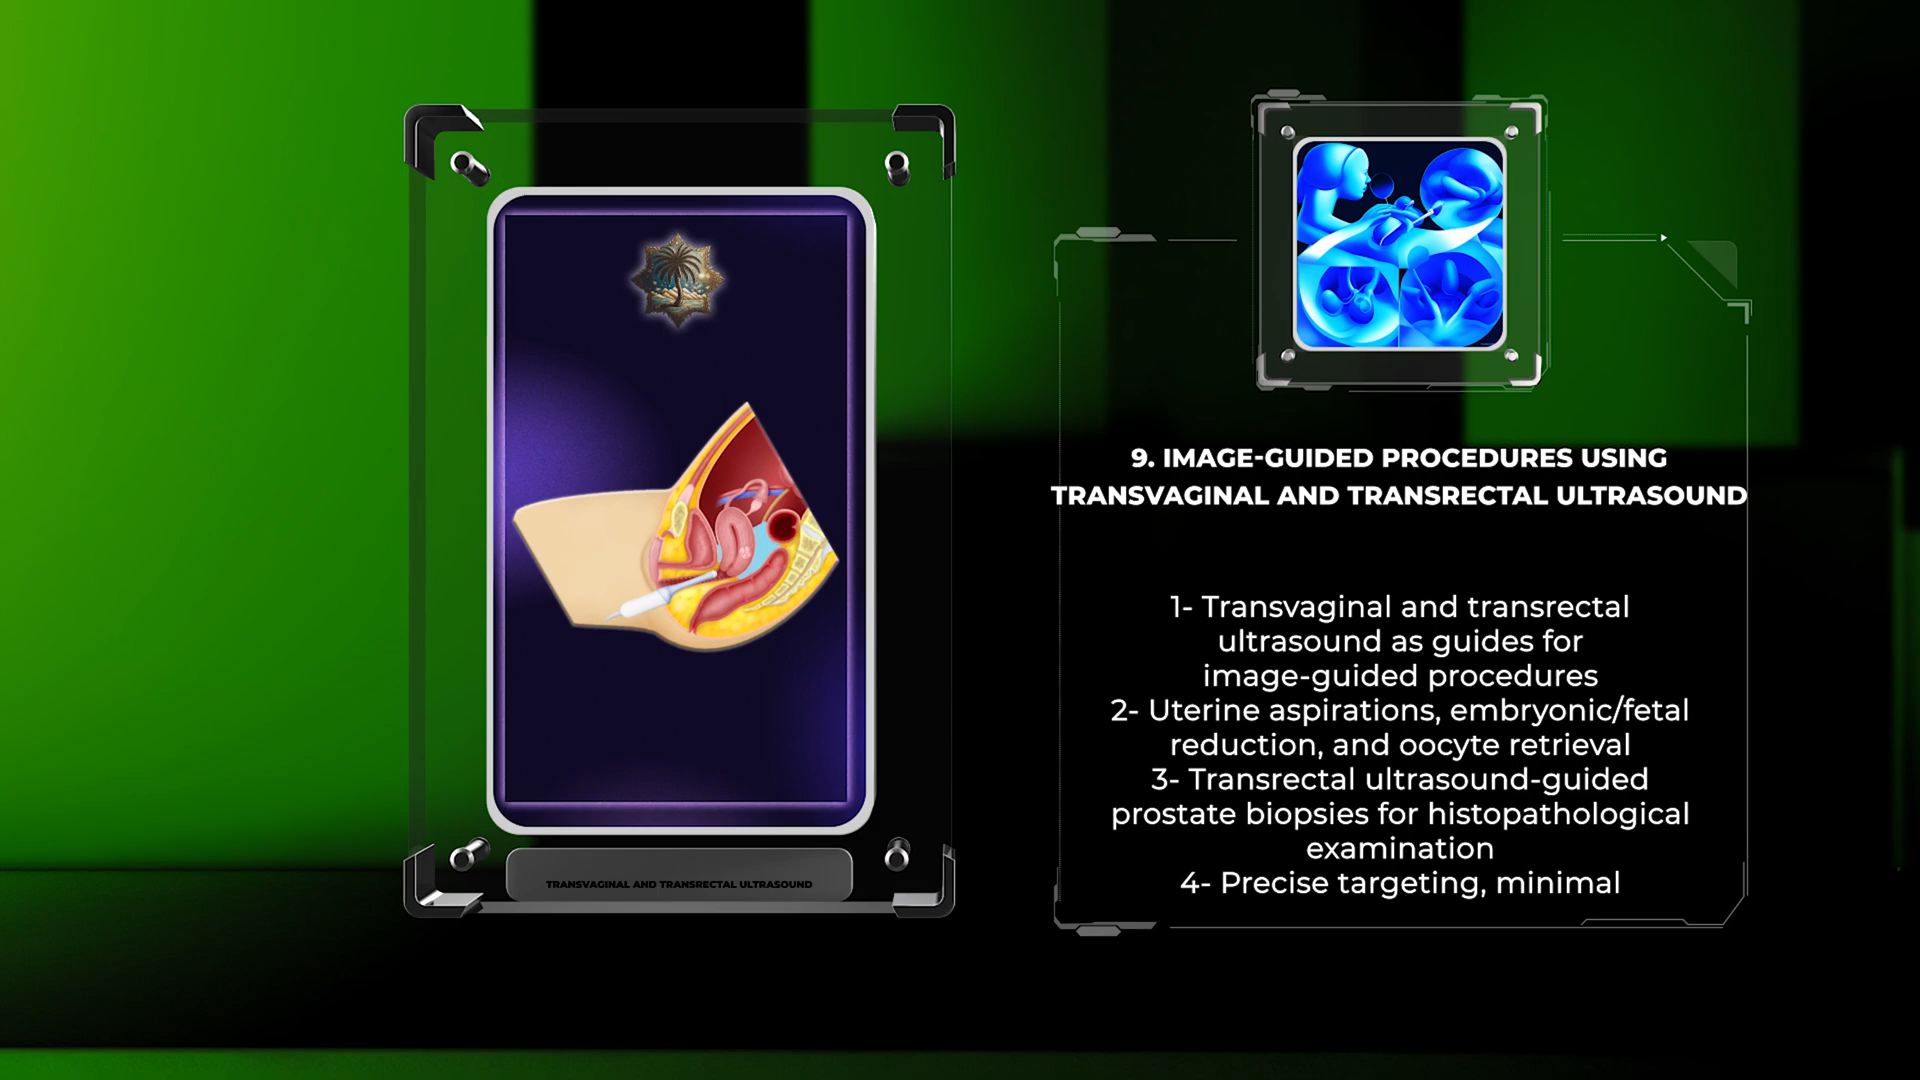 9. IMAGE-GUIDED PROCEDURES USING
TRANSVAGINAL AND TRANSRECTAL ULTRASOUND
1- Transvaginal and transrectal
ultrasound as guides for
image-guided procedures
2- Uterine aspirations, embryonic/fetal
reduction, and oocyte retrieval
3- Transrectal ultrasound-guided
prostate biopsies for histopathological
examination
4- Precise targeting, minimal
TRANSVAGINAL AND TRANSRECTAL ULTRASOUND